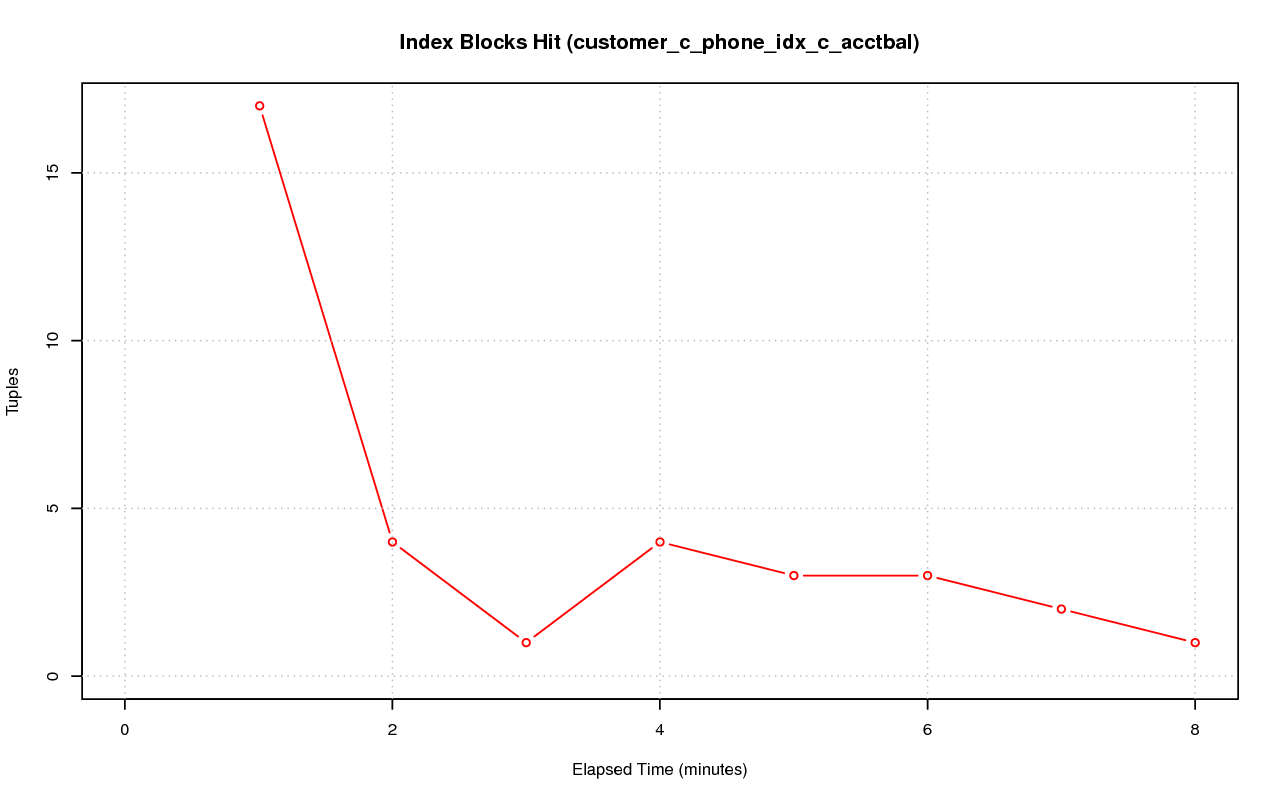 Index Blocks Hit (customer_c_phone_idx_c_acctbal)
Tuples
15
10
5
0
0 2 4 6 8
Elapsed Time (minutes)